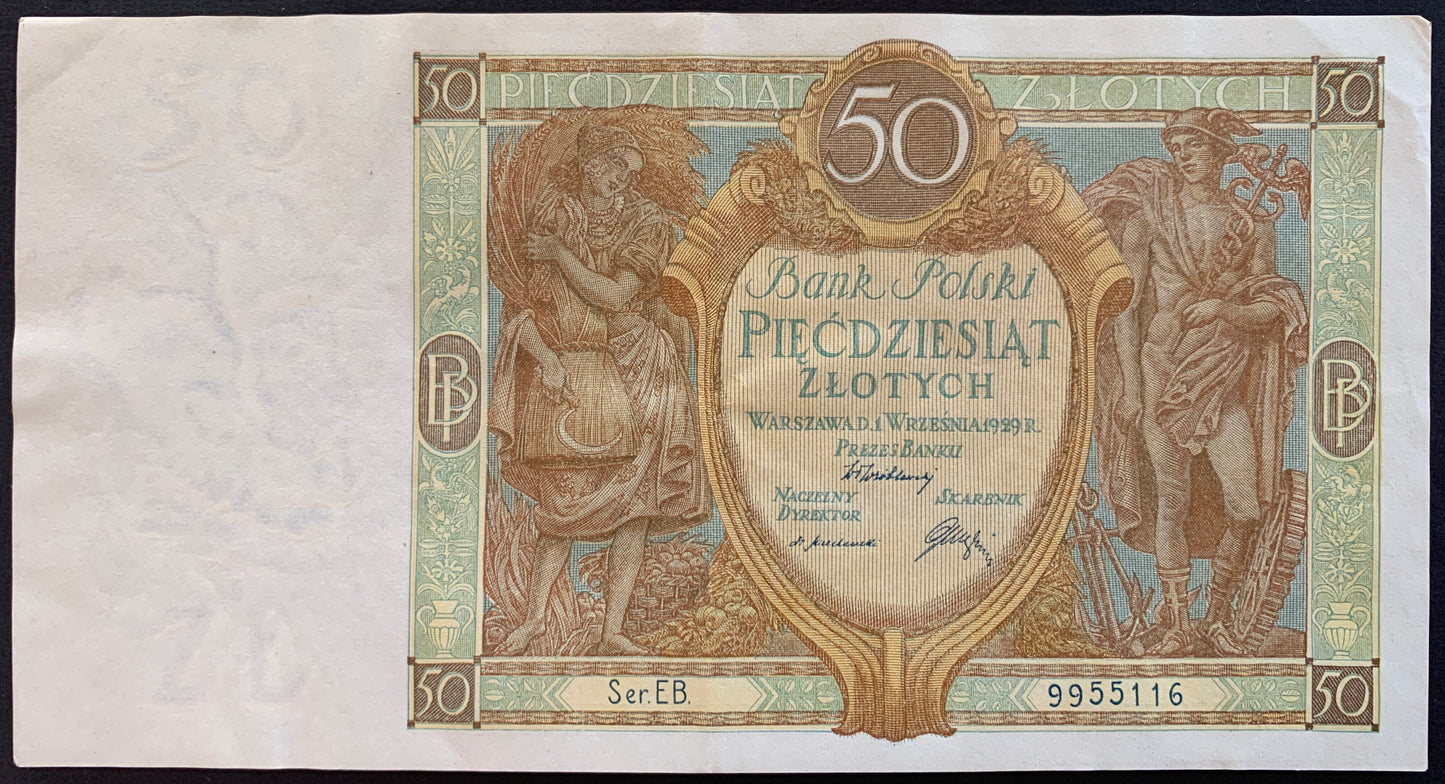 50 PIĘĆDZIESIĄT 50 ZŁOTYCH 50
Bank Polski
PIĘĆDZIESIĄT
ZŁOTYCH
WARSZAWA D. 1 WRZEŚNIA 1929 R.
PREZES BANKU
NACZELNY SKARBNIK
DYREKTOR
BP BP
50 Ser. EB. 9955116 50